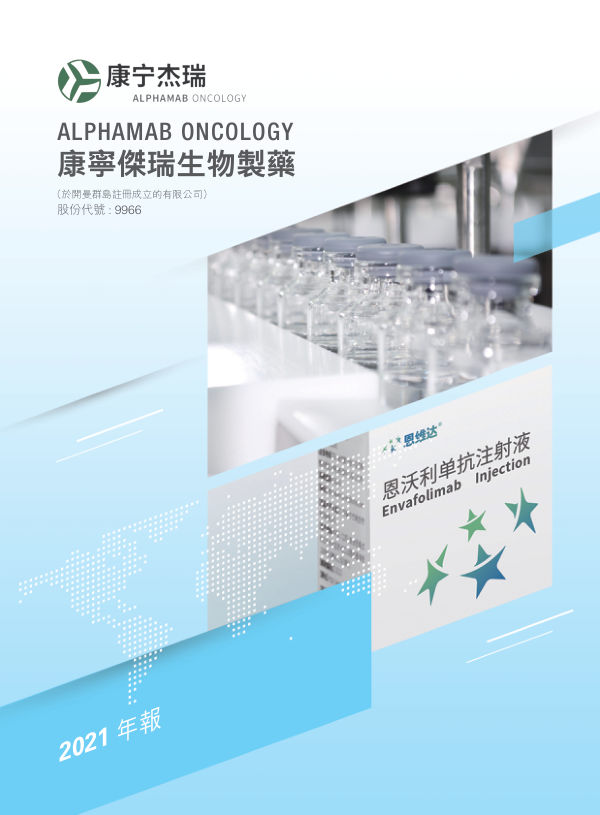 康宁杰瑞
ALPHAMAB ONCOLOGY
ALPHAMAB ONCOLOGY
康寧傑瑞生物製藥
（於開曼群島註冊成立的有限公司）
股份代號 : 9966
恩维达®
恩沃利单抗注射液
Envafolimab Injection
2021 年報